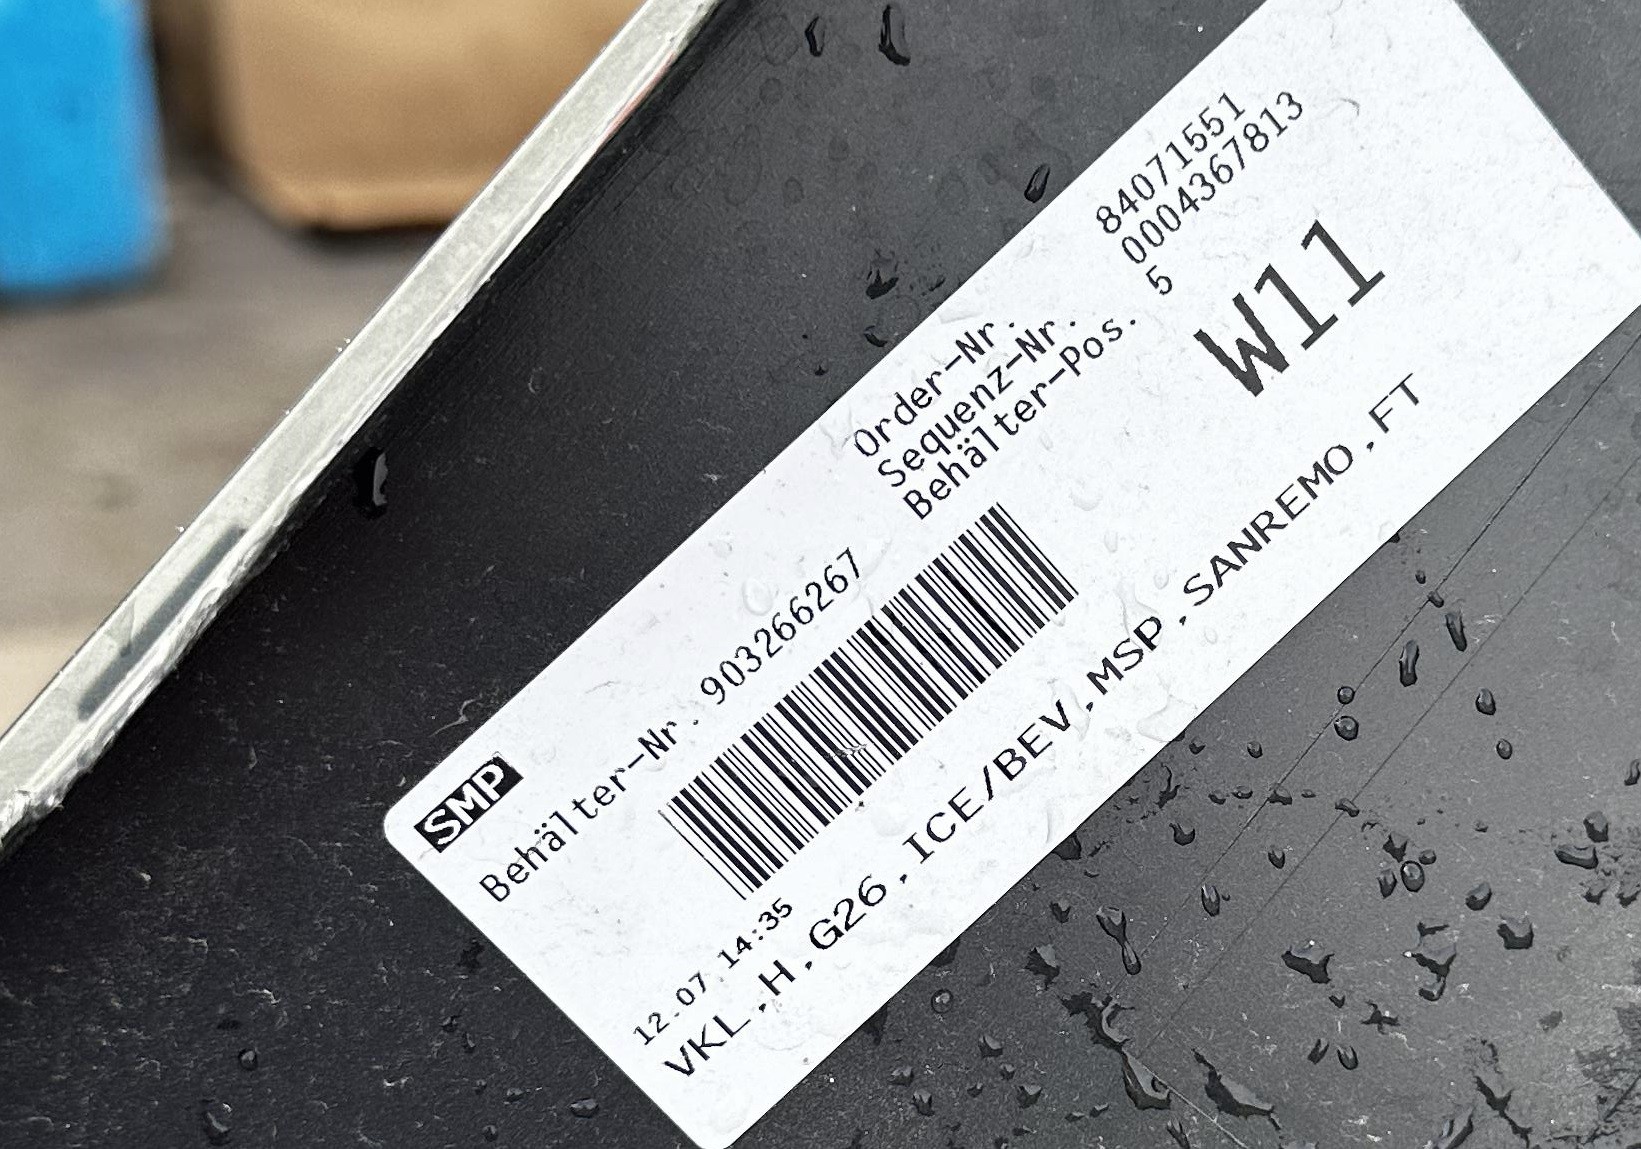 SMP
Behälter-Nr. 903266267
Order-Nr. 84071551
Sequenz-Nr. 0004367813
Behälter-Pos. 5
W11
12.07 14:35
VKL.H.G26.ICE/BEV.MSP.SANREMO.FT